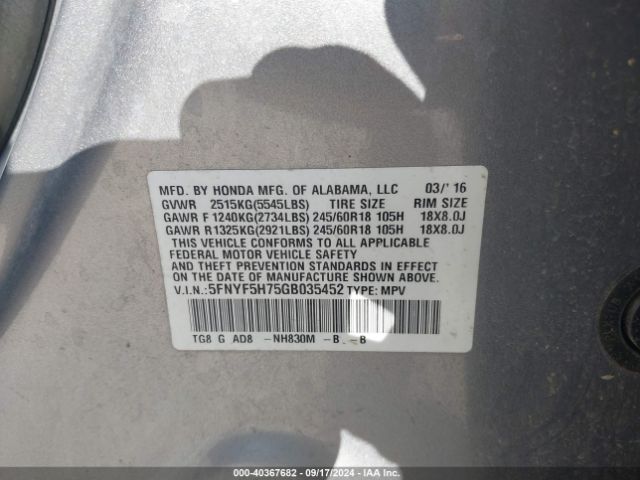 MFD. BY HONDA MFG. OF ALABAMA, LLC 03/'16
GVWR 2515KG(5545LBS) TIRE SIZE RIM SIZE
GAWR F 1240KG(2734LBS) 245/60R18 105H 18X8.0J
GAWR R1325KG(2921LBS) 245/60R18 105H 18X8.0J
THIS VEHICLE CONFORMS TO ALL APPLICABLE
FEDERAL MOTOR VEHICLE SAFETY
AND THEFT PREVENTION STANDARDS IN EFFECT
ON THE DATE OF MANUFACTURE SHOWN ABOVE.
V.I.N.:5FNYF5H75GB035452 TYPE: MPV
TG8 G AD8 -NH830M -B -B
000-40367682 - 09/17/2024 - IAA Inc.